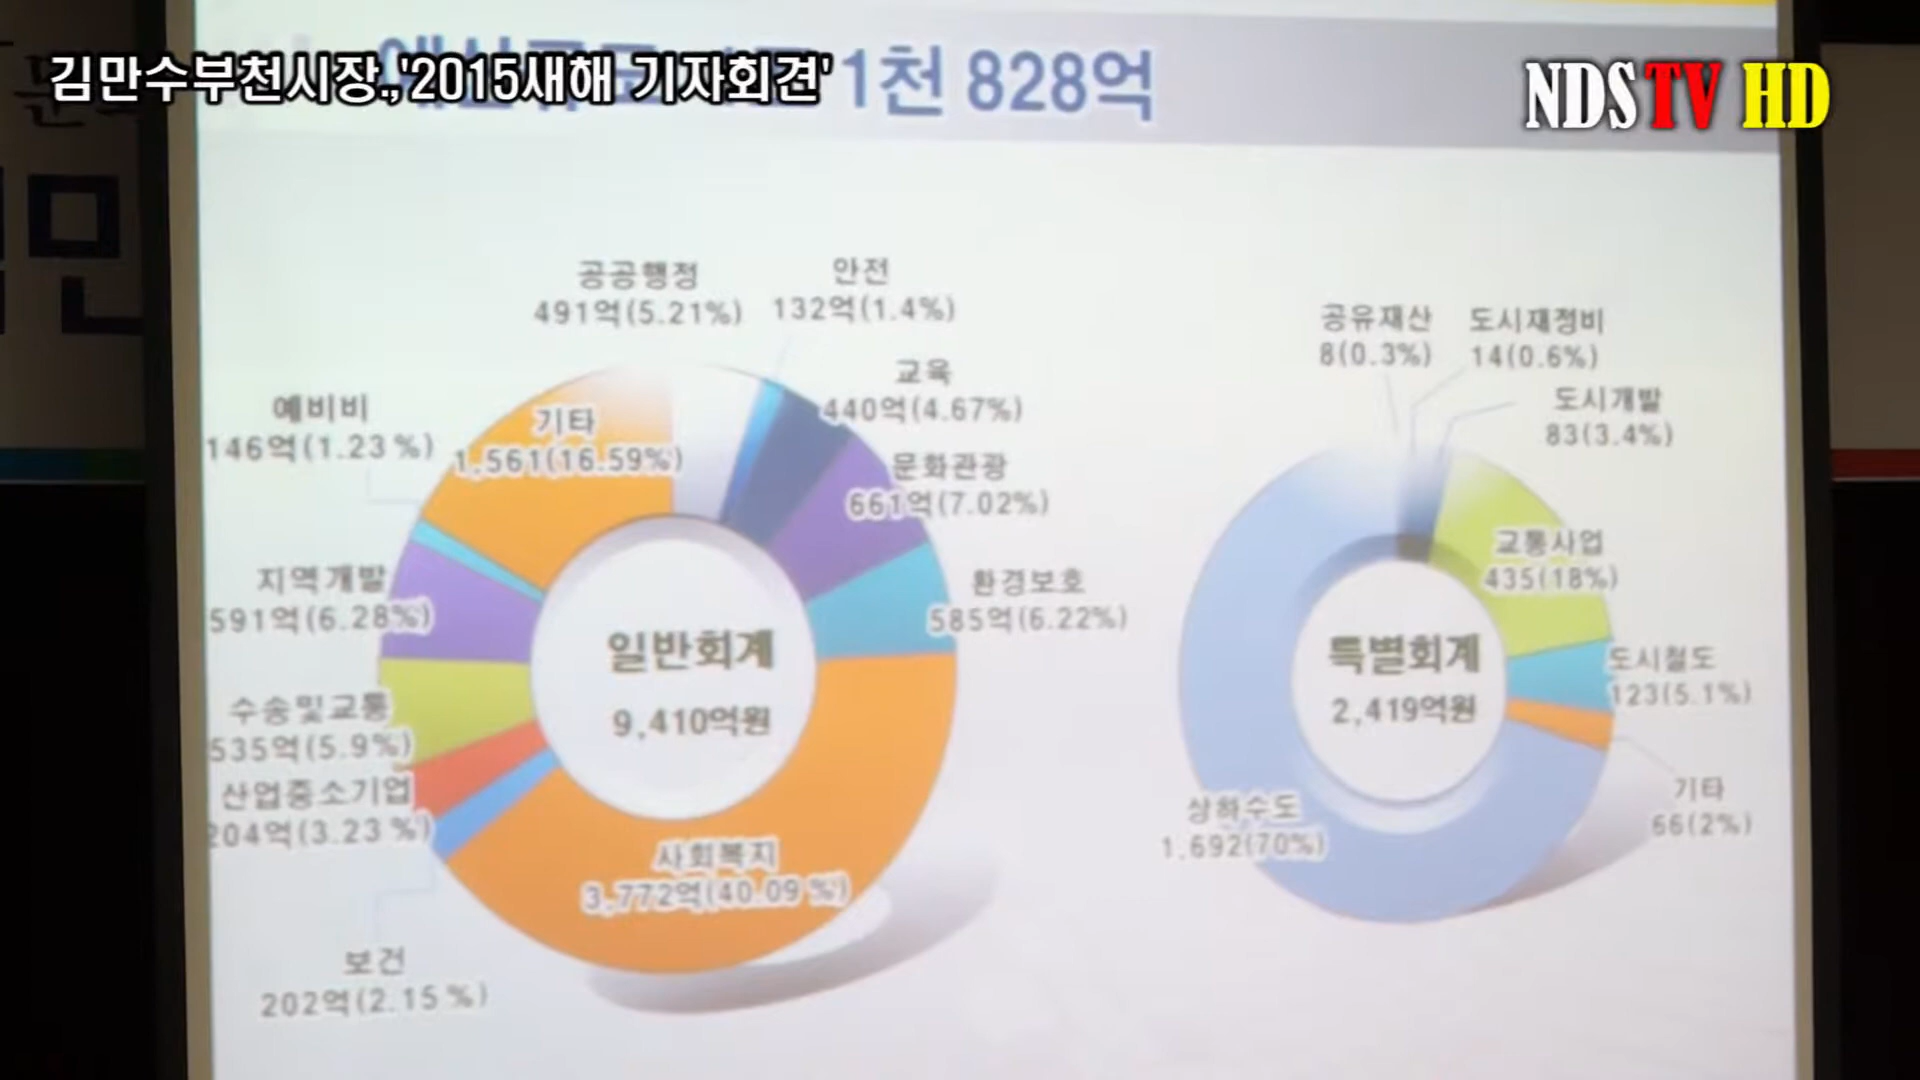 김만수부천시장.,'2015새해 기자회견'
1천 828억
NDS TV HD
공공행정
491억(5.21%)
안전
132억(1.4%)
교육
440억(4.67%)
문화관광
661억(7.02%)
환경보호
585억(6.22%)
사회복지
3,772억(40.09%)
보건
202억(2.15%)
산업중소기업
204억(3.23%)
수송및교통
535억(5.9%)
지역개발
591억(6.28%)
예비비
146억(1.23%)
기타
1,561(16.59%)
일반회계
9,410억원
공유재산
8(0.3%)
도시재정비
14(0.6%)
도시개발
83(3.4%)
교통사업
435(18%)
도시철도
123(5.1%)
기타
66(2%)
상하수도
1,692(70%)
특별회계
2,419억원